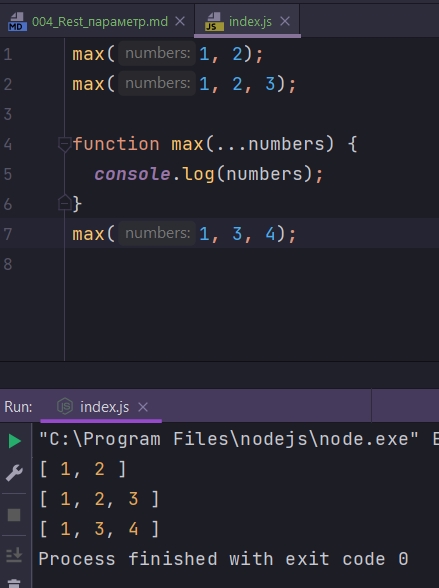 004_Rest_параметр.md
index.js
1 max( numbers: 1, 2);
2 max( numbers: 1, 2, 3);
3
4 function max(...numbers) {
5 console.log(numbers);
6 }
7 max( numbers: 1, 3, 4);
8
Run: index.js
"C:\Program Files\nodejs\node.exe" E
[ 1, 2 ]
[ 1, 2, 3 ]
[ 1, 3, 4 ]
Process finished with exit code 0